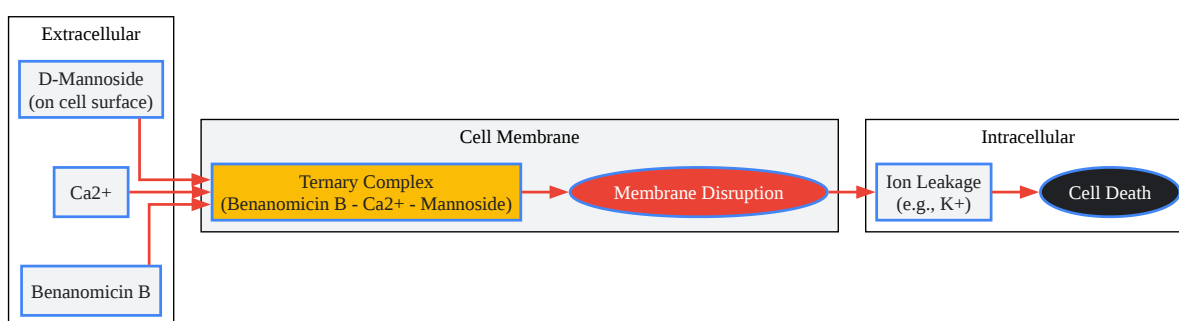 Extracellular
D-Mannoside
(on cell surface)
Ca2+
Benanomicin B
Cell Membrane
Ternary Complex
(Benanomicin B - Ca2+ - Mannoside)
Membrane Disruption
Intracellular
Ion Leakage
(e.g., K+)
Cell Death